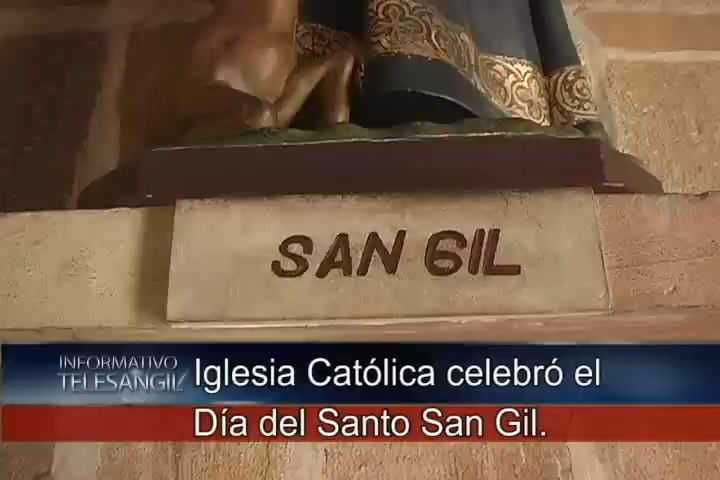 SAN GIL
INFORMATIVO
TELESANGIL
Iglesia Católica celebró el
Día del Santo San Gil.